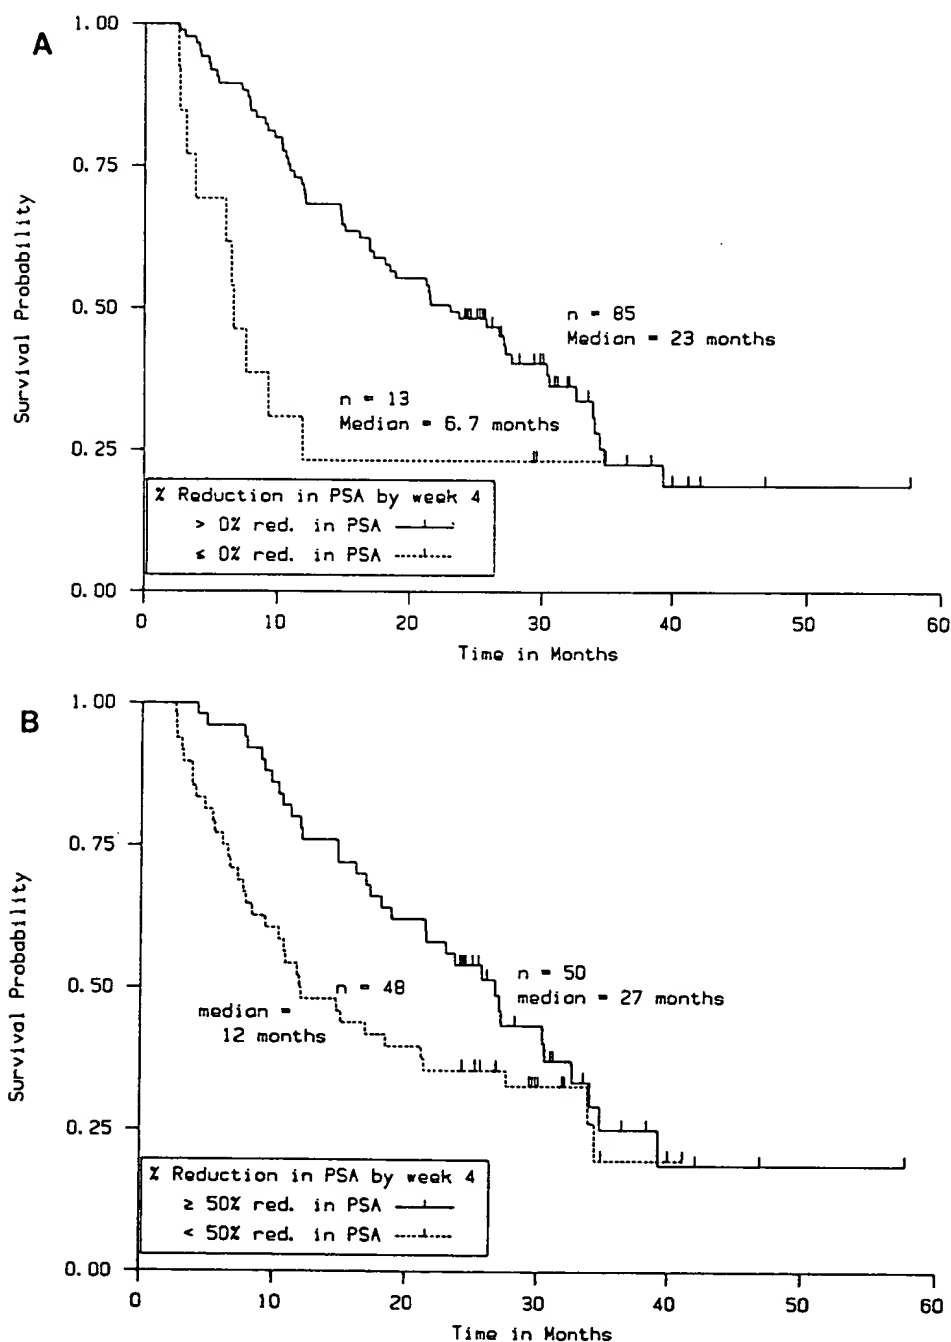 A
1.00
0.75
0.50
0.25
0.00
Survival Probability
n = 85
Median = 23 months
n = 13
Median = 6.7 months
% Reduction in PSA by week 4
> 0% red. in PSA
≤ 0% red. in PSA
0 10 20 30 40 50 60
Time in Months
B
1.00
0.75
0.50
0.25
0.00
Survival Probability
n = 50
median = 27 months
n = 48
median =
12 months
% Reduction in PSA by week 4
≥ 50% red. in PSA
< 50% red. in PSA
0 10 20 30 40 50 60
Time in Months